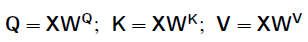 Q = XW^Q; K = XW^K; V = XW^V